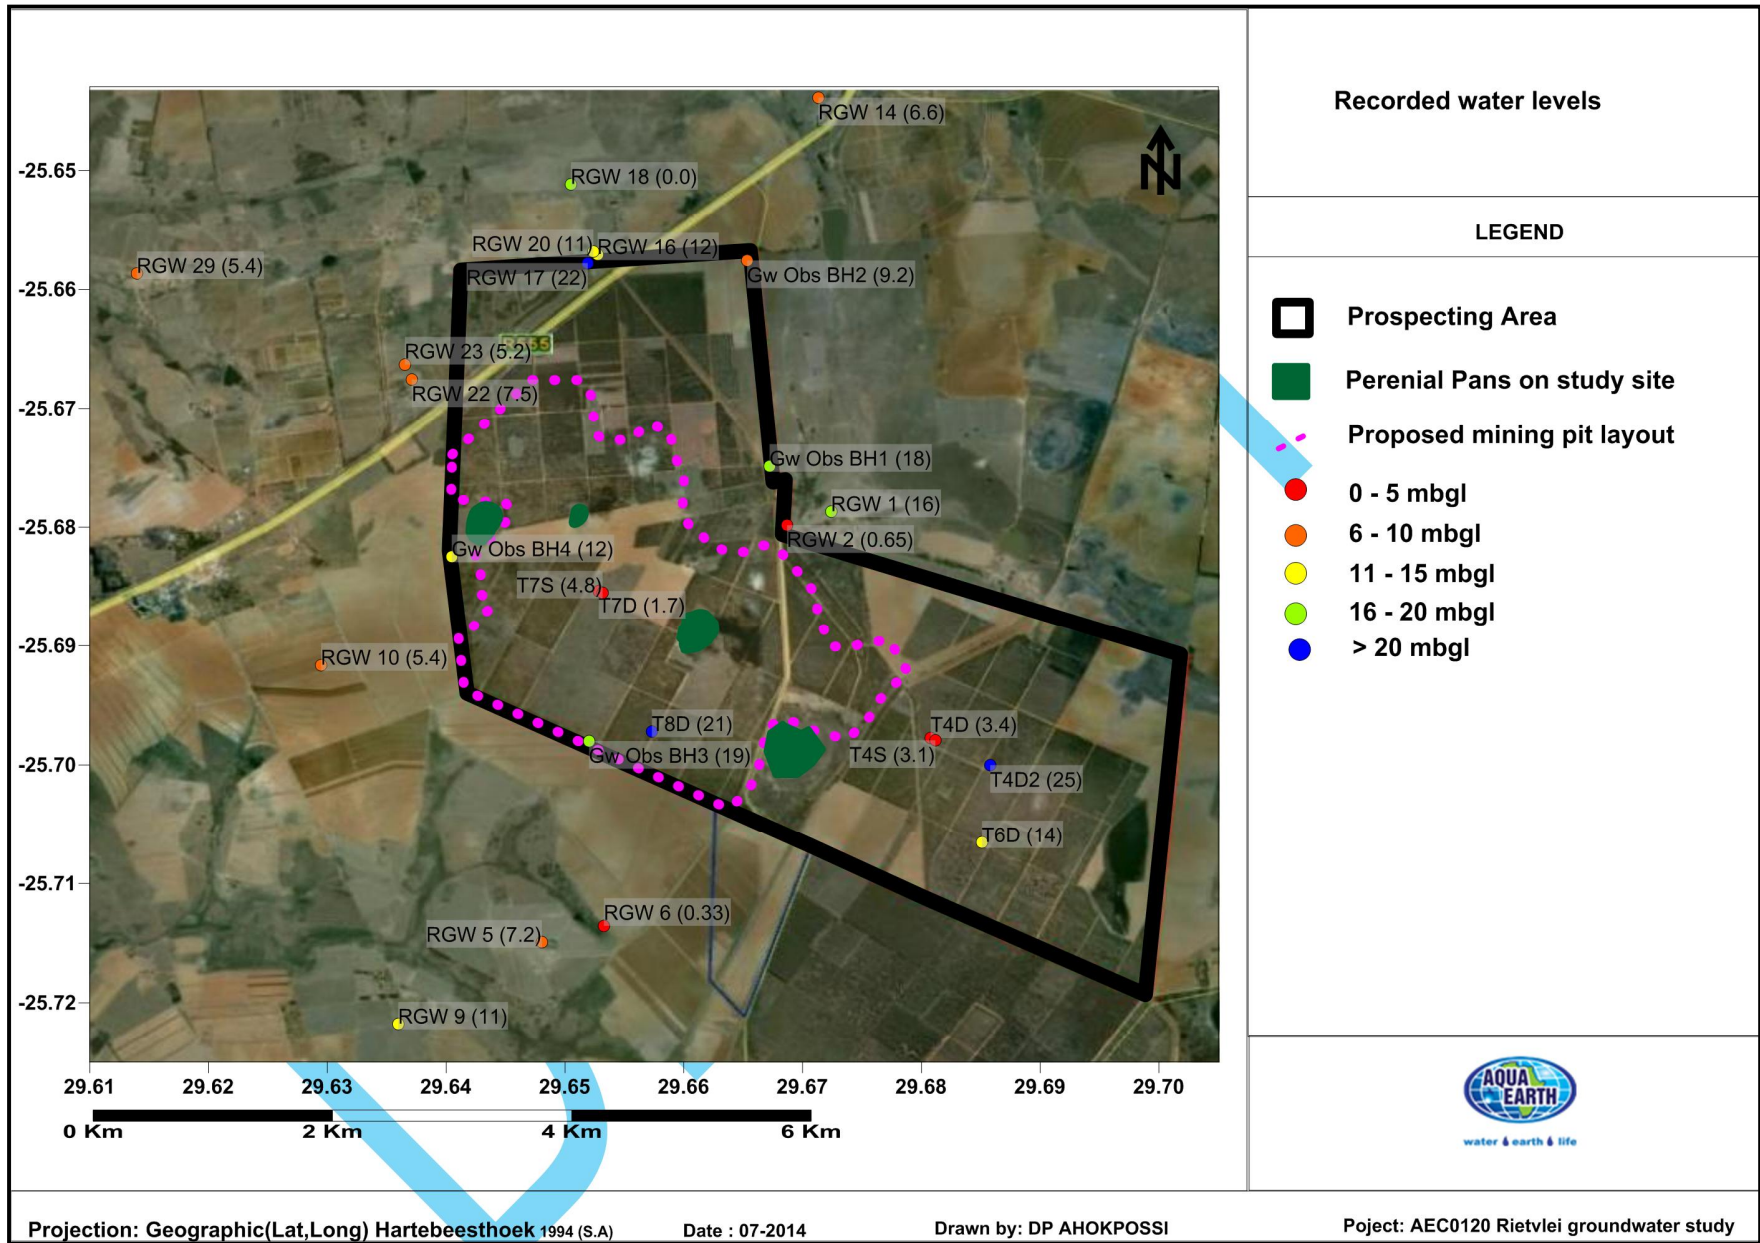 Recorded water levels
LEGEND
Prospecting Area
Perenial Pans on study site
Proposed mining pit layout
0 - 5 mbgl
6 - 10 mbgl
11 - 15 mbgl
16 - 20 mbgl
> 20 mbgl
N
RGW 14 (6.6)
-25.65
RGW 18 (0.0)
RGW 20 (11)
RGW 16 (12)
RGW 29 (5.4)
RGW 17 (22)
Gw Obs BH2 (9.2)
-25.66
RGW 23 (5.2)
RGW 22 (7.5)
-25.67
Gw Obs BH1 (18)
RGW 1 (16)
-25.68
RGW 2 (0.65)
Gw Obs BH4 (12)
T7S (4.8)
T7D (1.7)
-25.69
RGW 10 (5.4)
T8D (21)
T4D (3.4)
Gw Obs BH3 (19)
T4S (3.1)
-25.70
T4D2 (25)
T6D (14)
-25.71
RGW 6 (0.33)
RGW 5 (7.2)
-25.72
RGW 9 (11)
29.61 29.62 29.63 29.64 29.65 29.66 29.67 29.68 29.69 29.70
0 Km 2 Km 4 Km 6 Km
AQUA
EARTH
water earth life
Projection: Geographic(Lat,Long) Hartebeesthoek 1994 (S.A) Date : 07-2014 Drawn by: DP AHOKPOSSI Poject: AEC0120 Rietvlei groundwater study